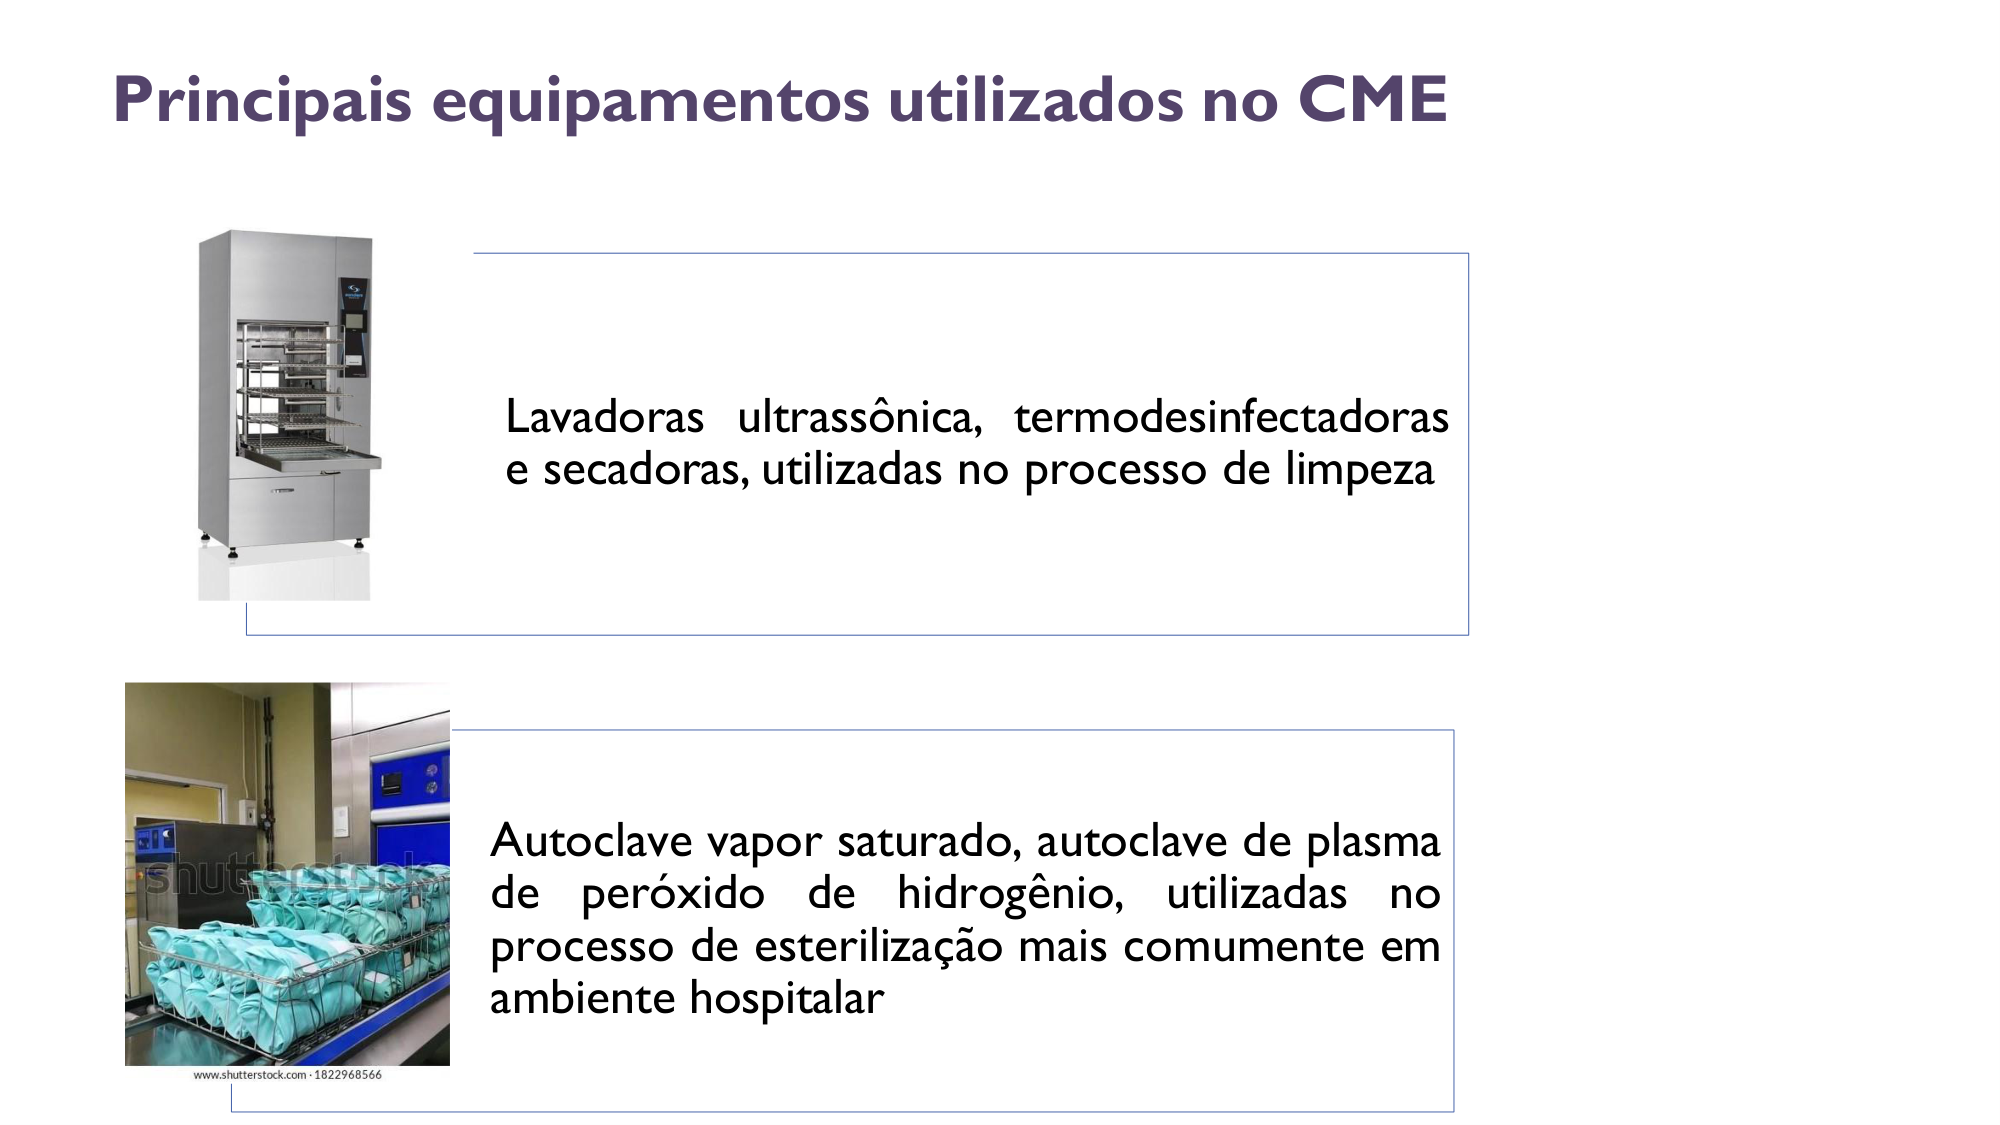 Principais equipamentos utilizados no CME
Lavadoras ultrassônica, termodesinfectadoras
e secadoras, utilizadas no processo de limpeza
shutterstock
Autoclave vapor saturado, autoclave de plasma
de peróxido de hidrogênio, utilizadas no
processo de esterilização mais comumente em
ambiente hospitalar
www.shutterstock.com · 1822968566